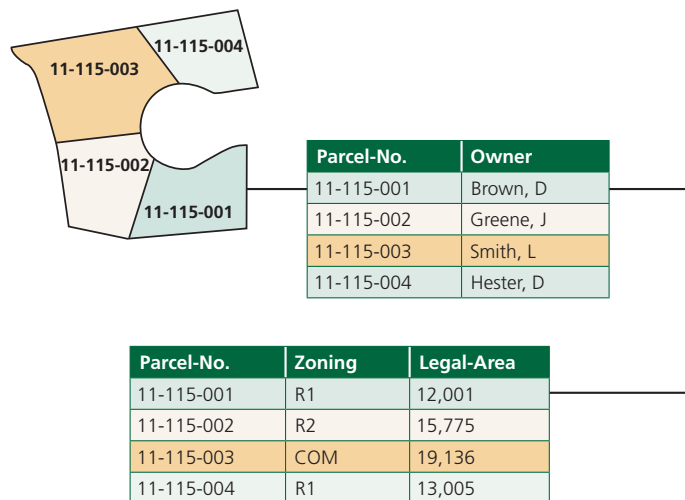 11-115-004
11-115-003
11-115-002
11-115-001
Parcel-No. Owner
11-115-001 Brown, D
11-115-002 Greene, J
11-115-003 Smith, L
11-115-004 Hester, D
Parcel-No. Zoning Legal-Area
11-115-001 R1 12,001
11-115-002 R2 15,775
11-115-003 COM 19,136
11-115-004 R1 13,005